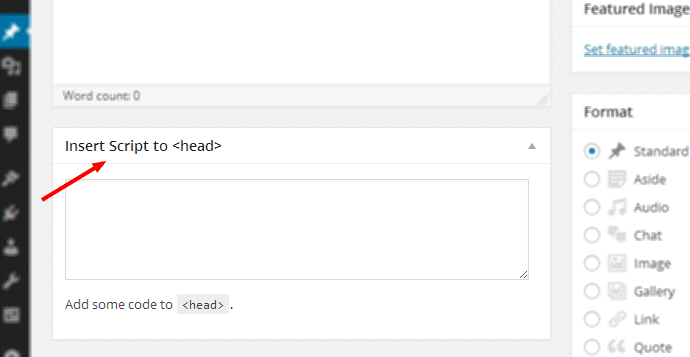 Word count: 0
Insert Script to <head>
Add some code to <head>.
Featured Image
Set featured imag
Format
Standard
Aside
Audio
Chat
Image
Gallery
Link
Quote